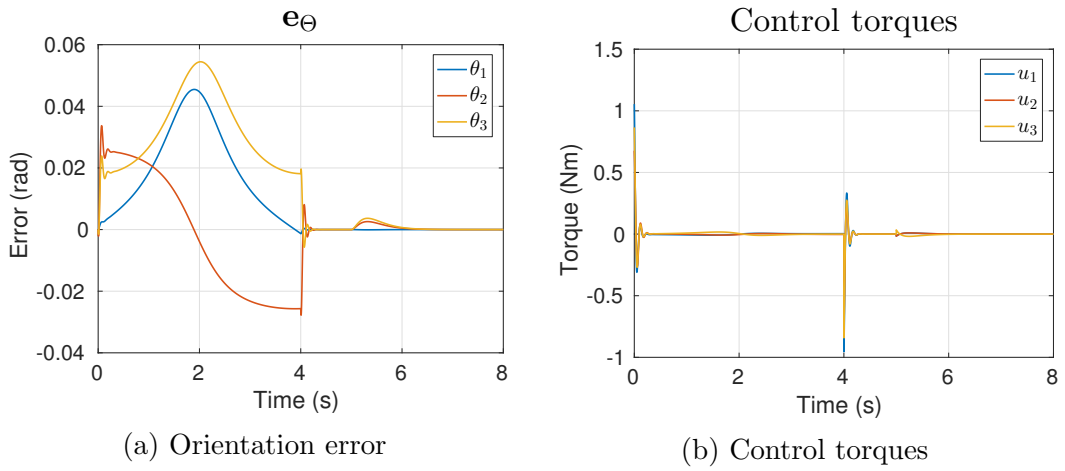 e_Θ
0.06
0.04
0.02
0
-0.02
-0.04
Error (rad)
θ₁
θ₂
θ₃
0
2
4
6
8
Time (s)
(a) Orientation error
Control torques
1.5
1
0.5
0
-0.5
-1
Torque (Nm)
u₁
u₂
u₃
0
2
4
6
8
Time (s)
(b) Control torques